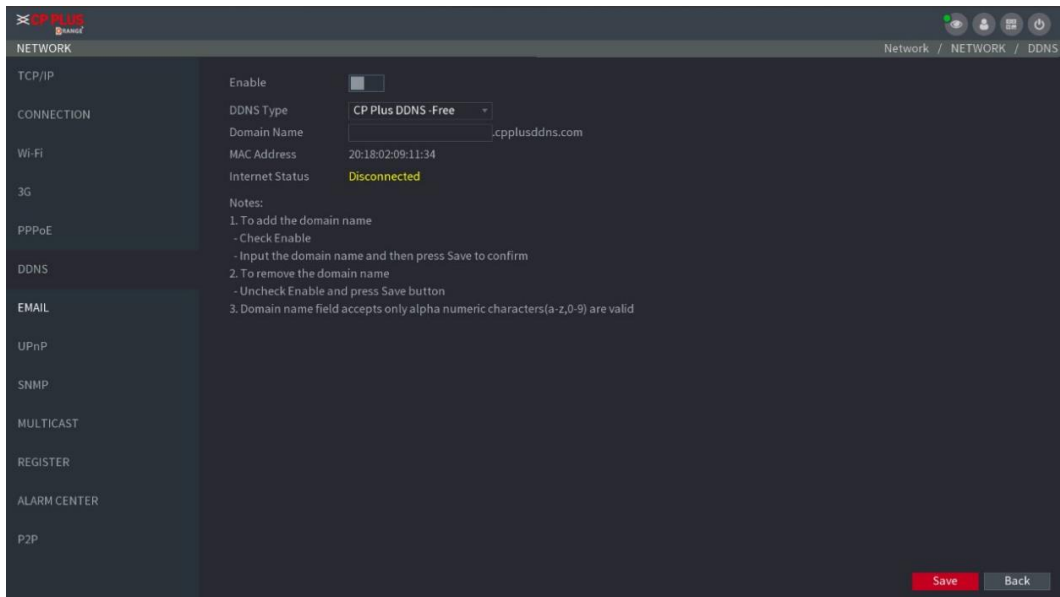 CP PLUS
ORANGE
NETWORK
Network / NETWORK / DDNS
TCP/IP
CONNECTION
Wi-Fi
3G
PPPoE
DDNS
EMAIL
UPnP
SNMP
MULTICAST
REGISTER
ALARM CENTER
P2P
Enable
DDNS Type CP Plus DDNS -Free
Domain Name .cpplusddns.com
MAC Address 20:18:02:09:11:34
Internet Status Disconnected
Notes:
1. To add the domain name
- Check Enable
- Input the domain name and then press Save to confirm
2. To remove the domain name
- Uncheck Enable and press Save button
3. Domain name field accepts only alpha numeric characters(a-z,0-9) are valid
Save Back